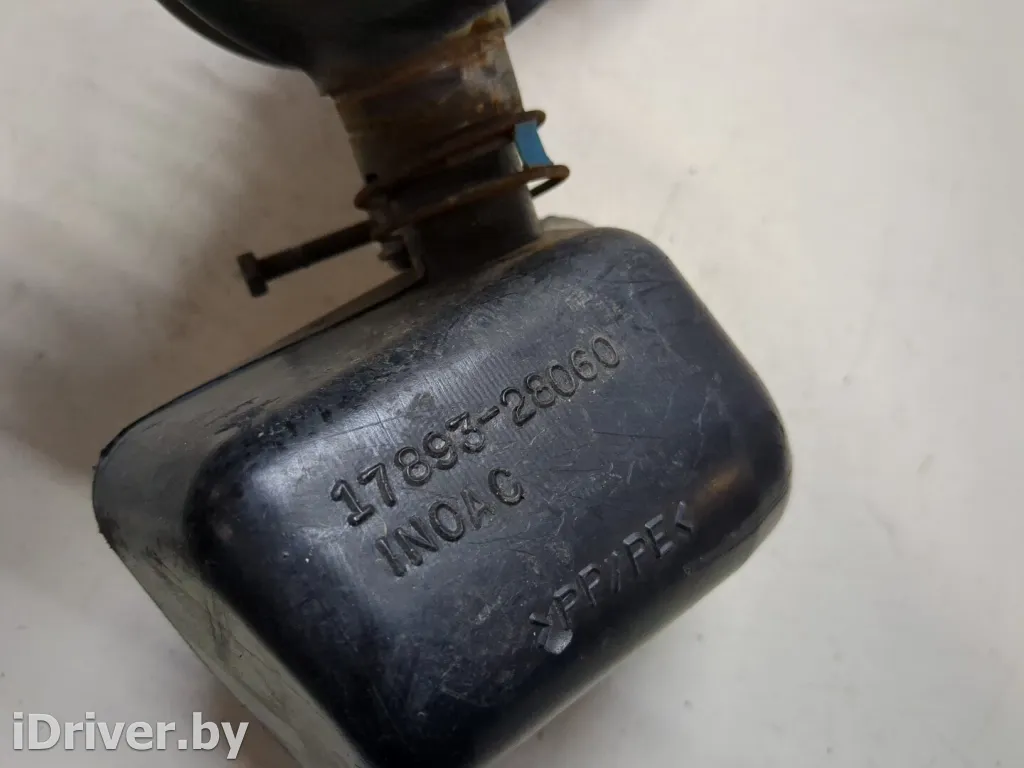 17893-28060
INOAC
>PP//PE<
iDriver.by